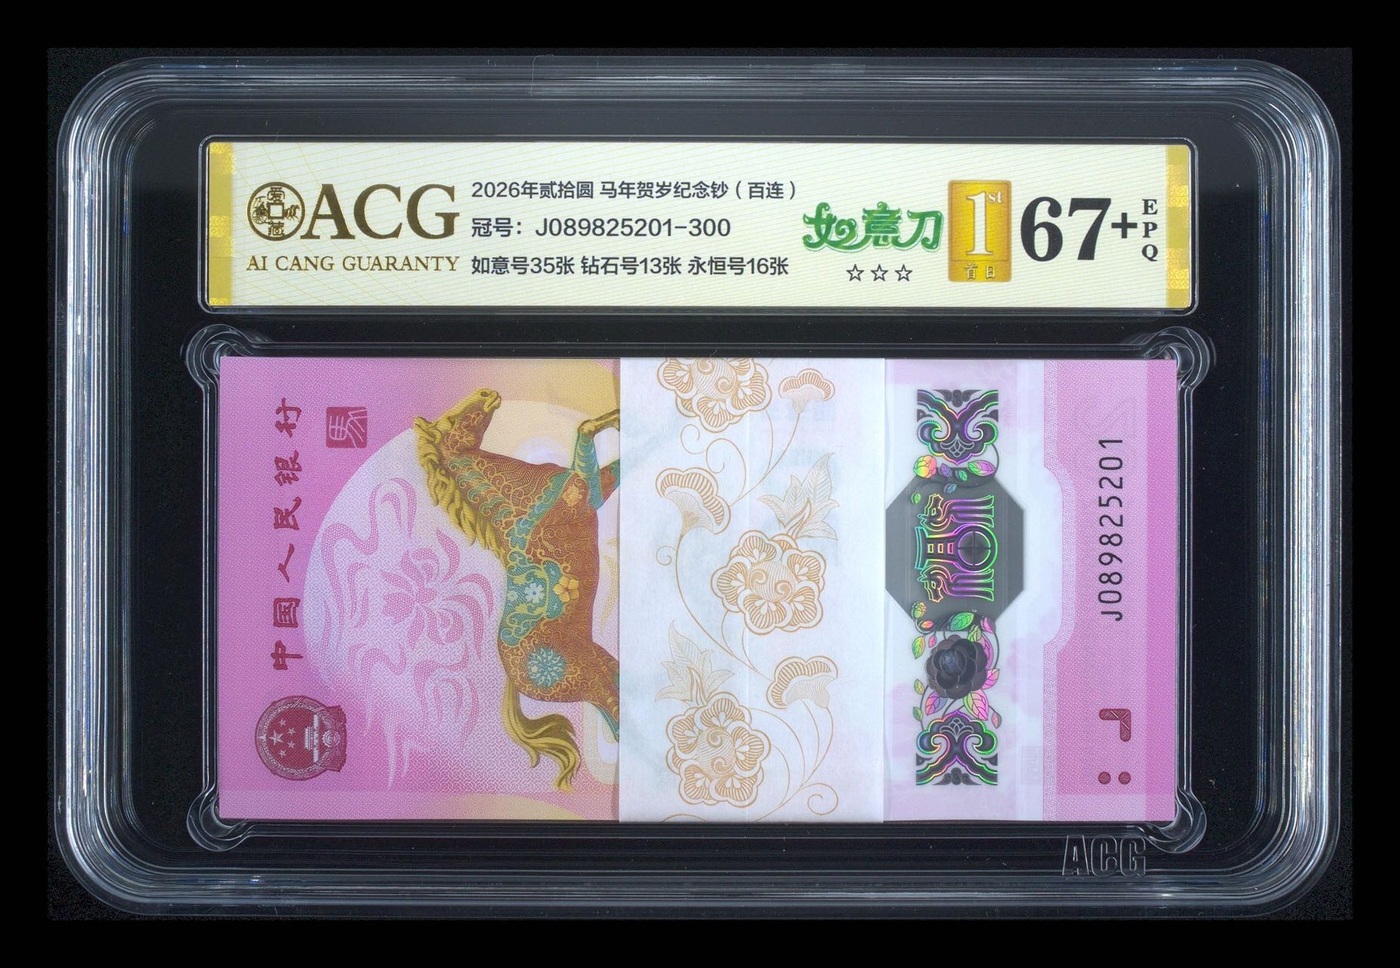 ACG
AI CANG GUARANTY
2026年贰拾圆 马年贺岁纪念钞（百连）
冠号：J089825201-300
如意号35张 钻石号13张 永恒号16张
如意刀
☆☆☆
1st
首日
67+
EPQ
中国人民银行
J089825201
ACG